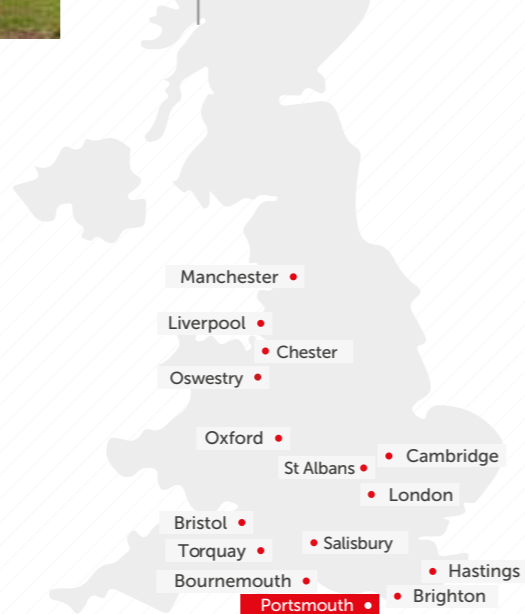 Manchester
Liverpool
Chester
Oswestry
Oxford
Cambridge
St Albans
London
Bristol
Salisbury
Torquay
Hastings
Bournemouth
Brighton
Portsmouth